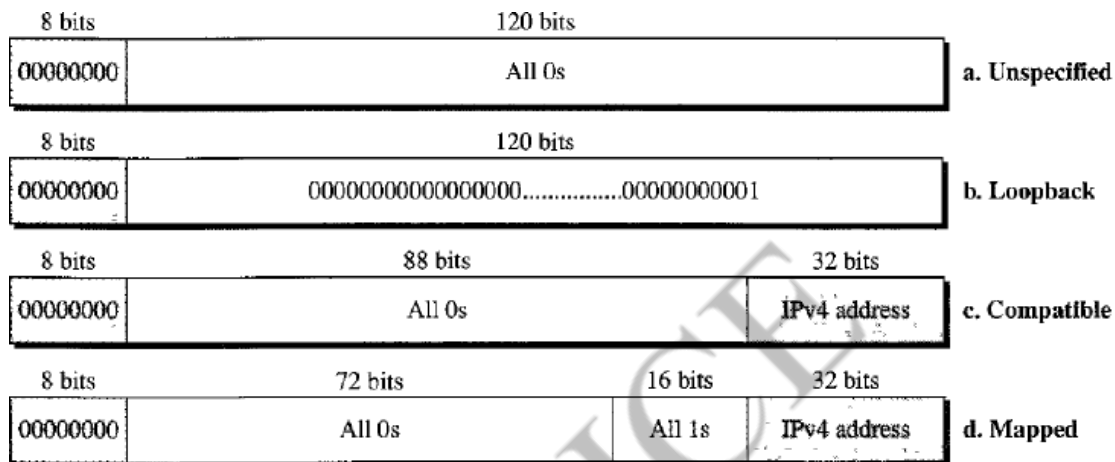 8 bits 120 bits
00000000 All 0s a. Unspecified
8 bits 120 bits
00000000 00000000000000000...............00000000001 b. Loopback
8 bits 88 bits 32 bits
00000000 All 0s IPv4 address c. Compatible
8 bits 72 bits 16 bits 32 bits
00000000 All 0s All 1s IPv4 address d. Mapped